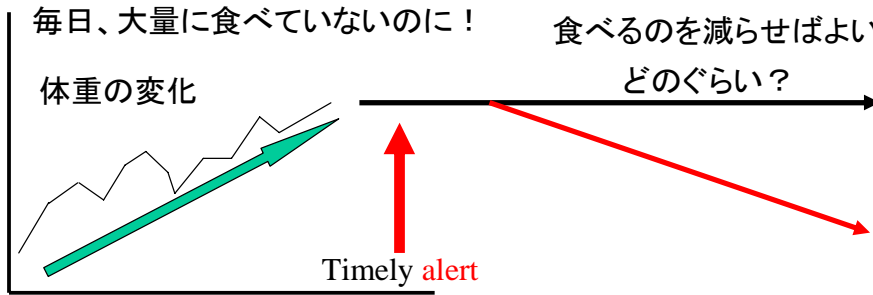 毎日、大量に食べていないのに！
食べるのを減らせばよい
どのぐらい？
体重の変化
Timely alert